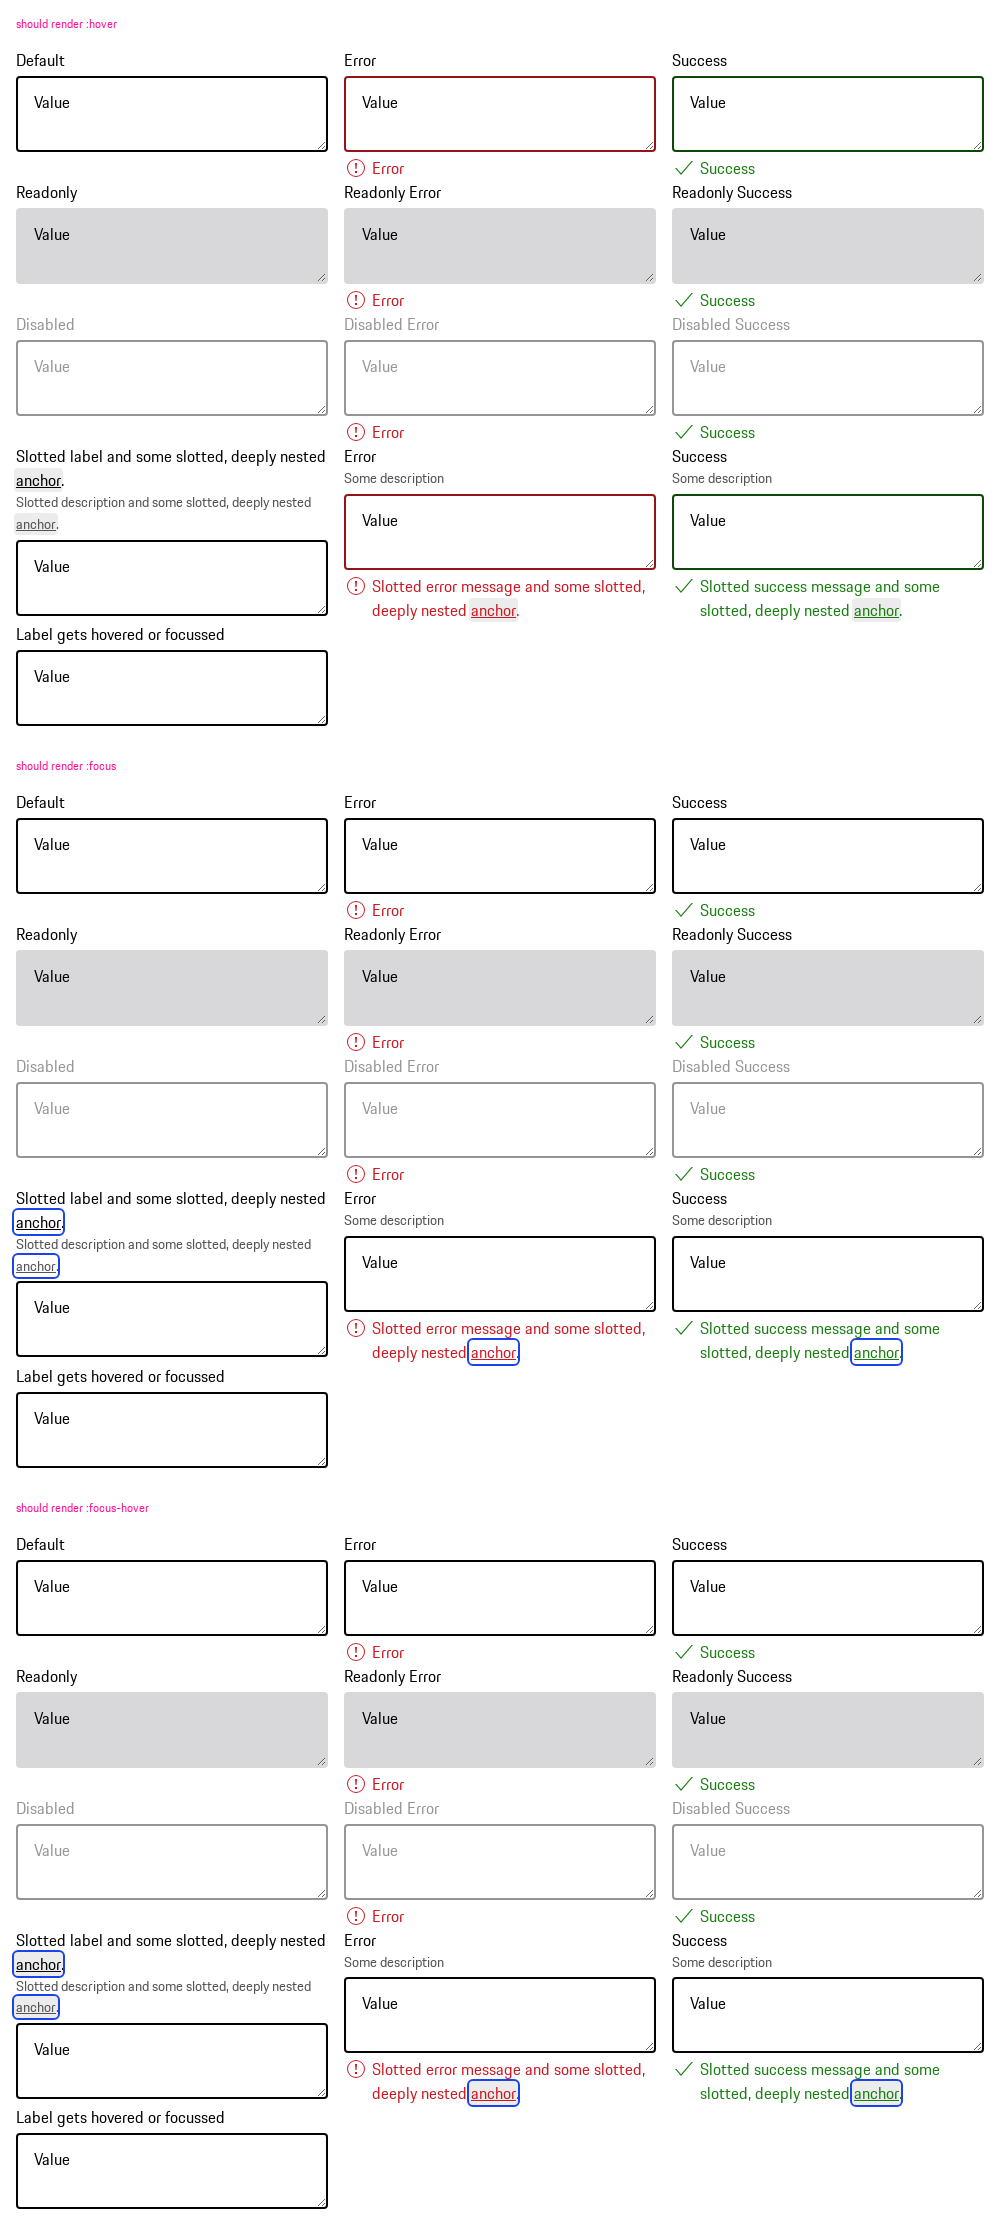 should render :hover
Default
Error
Success
Value
Value
Value
Error
Success
Readonly
Readonly Error
Readonly Success
Value
Value
Value
Error
Success
Disabled
Disabled Error
Disabled Success
Value
Value
Value
Error
Success
Slotted label and some slotted, deeply nested
anchor.
Slotted description and some slotted, deeply nested
anchor.
Value
Error
Some description
Value
Slotted error message and some slotted,
deeply nested anchor.
Success
Some description
Value
Slotted success message and some
slotted, deeply nested anchor.
Label gets hovered or focussed
Value
should render :focus
Default
Error
Success
Value
Value
Value
Error
Success
Readonly
Readonly Error
Readonly Success
Value
Value
Value
Error
Success
Disabled
Disabled Error
Disabled Success
Value
Value
Value
Error
Success
Slotted label and some slotted, deeply nested
anchor.
Slotted description and some slotted, deeply nested
anchor.
Value
Error
Some description
Value
Slotted error message and some slotted,
deeply nested anchor.
Success
Some description
Value
Slotted success message and some
slotted, deeply nested anchor.
Label gets hovered or focussed
Value
should render :focus-hover
Default
Error
Success
Value
Value
Value
Error
Success
Readonly
Readonly Error
Readonly Success
Value
Value
Value
Error
Success
Disabled
Disabled Error
Disabled Success
Value
Value
Value
Error
Success
Slotted label and some slotted, deeply nested
anchor.
Slotted description and some slotted, deeply nested
anchor.
Value
Error
Some description
Value
Slotted error message and some slotted,
deeply nested anchor.
Success
Some description
Value
Slotted success message and some
slotted, deeply nested anchor.
Label gets hovered or focussed
Value